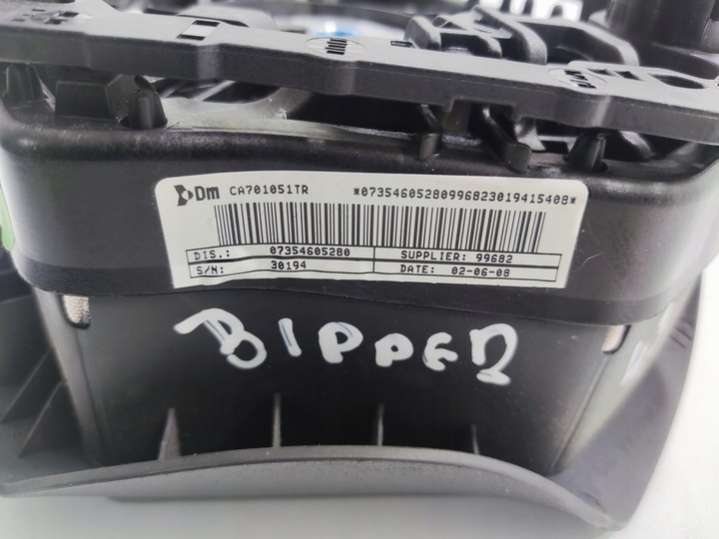 Dm CA701051TR *07354605280996823019415408*
DIS.: 07354605280 SUPPLIER: 99682
S/N: 30194 DATE: 02-06-08
BIPPER